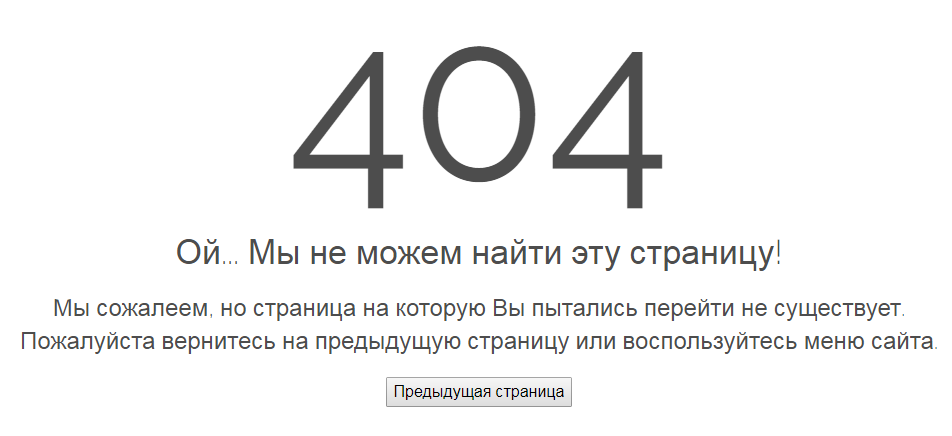 404
Ой... Мы не можем найти эту страницу!
Мы сожалеем, но страница на которую Вы пытались перейти не существует.
Пожалуйста вернитесь на предыдущую страницу или воспользуйтесь меню сайта.
Предыдущая страница